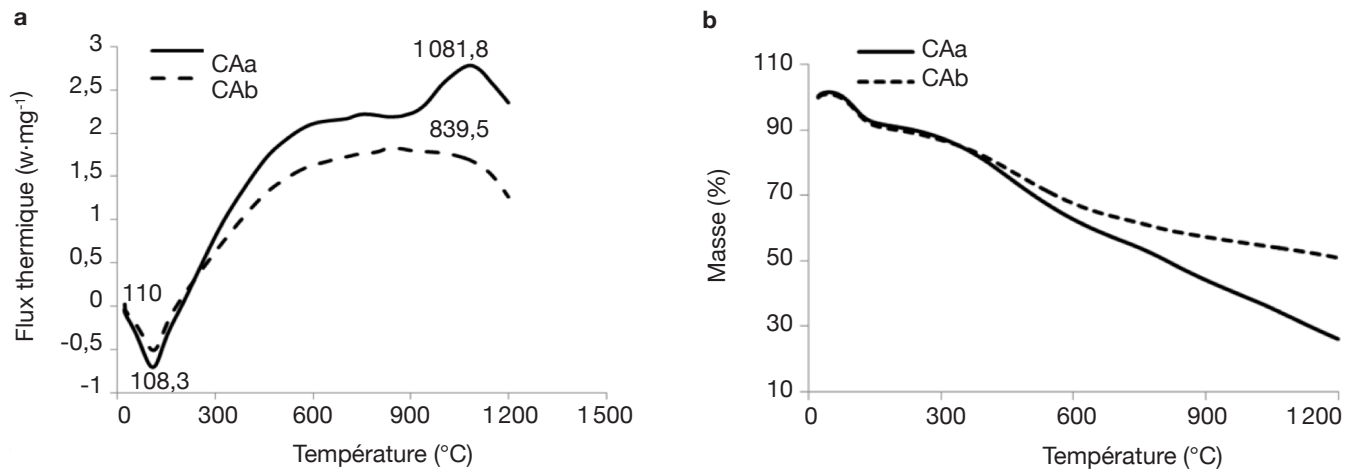 a
Flux thermique (w·mg⁻¹)
3
2,5
2
1,5
1
0,5
0
-0,5
-1
CAa
CAb
1 081,8
839,5
110
108,3
0 300 600 900 1 200 1 500
Température (°C)
b
Masse (%)
110
90
70
50
30
10
CAa
CAb
0 300 600 900 1 200
Température (°C)